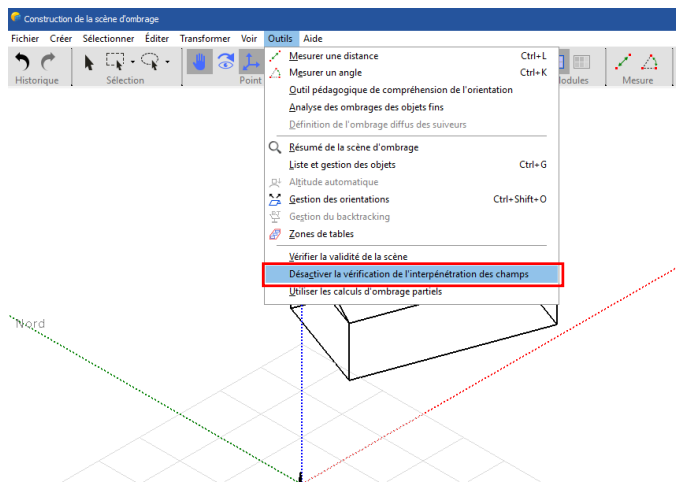 Construction de la scène d'ombrage
Fichier Créer Sélectionner Éditer Transformer Voir Outils Aide
Historique Sélection Point Modules Mesure
Mesurer une distance Ctrl+L
Mesurer un angle Ctrl+K
Outil pédagogique de compréhension de l'orientation
Analyse des ombrages des objets fins
Définition de l'ombrage diffus des suiveurs
Résumé de la scène d'ombrage
Liste et gestion des objets Ctrl+G
Altitude automatique
Gestion des orientations Ctrl+Shift+O
Gestion du backtracking
Zones de tables
Vérifier la validité de la scène
Désactiver la vérification de l'interpénétration des champs
Utiliser les calculs d'ombrage partiels
Nord